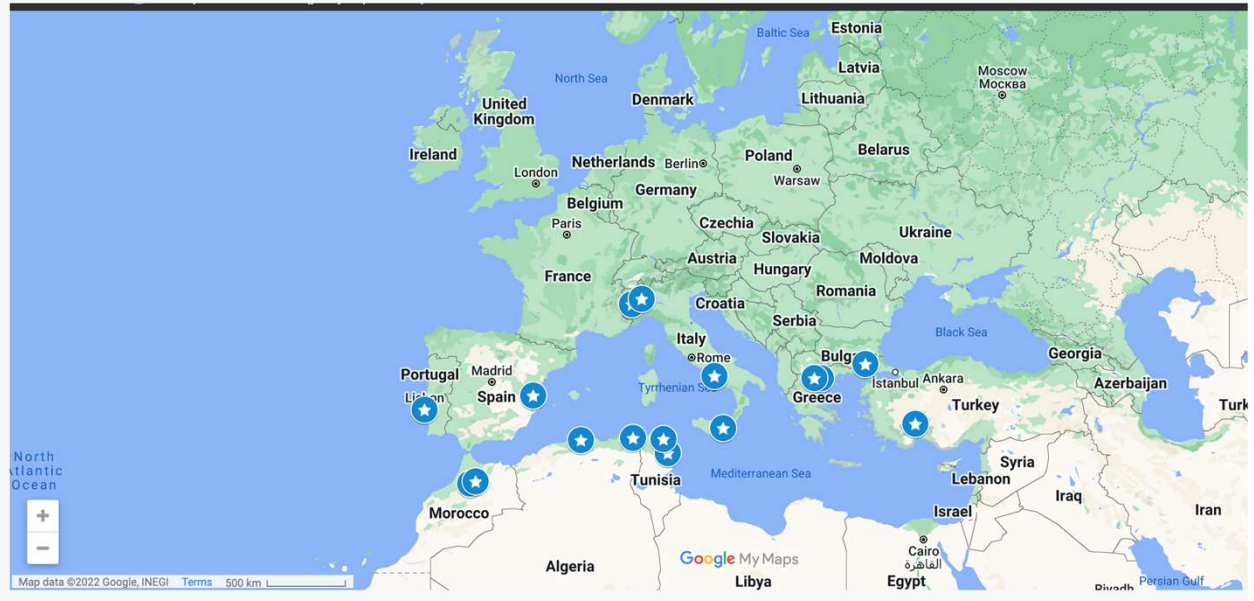 Baltic Sea
Estonia
Latvia
Moscow
Москва
North Sea
Denmark
Lithuania
United
Kingdom
Ireland
London
Netherlands
Berlin
Poland
Warsaw
Belarus
Germany
Belgium
Paris
Czechia
Slovakia
Ukraine
France
Austria
Hungary
Moldova
Croatia
Romania
Serbia
Italy
Rome
Black Sea
Georgia
Portugal
Madrid
Spain
Tyrrhenian
Greece
İstanbul
Ankara
Azerbaijan
Turkey
Turk
North
Atlantic
Ocean
Mediterranean Sea
Syria
Lebanon
Tunisia
Iraq
Israel
Iran
Morocco
+
−
Algeria
Google My Maps
Libya
Cairo
القاهرة
Egypt
Persian Gulf
Map data ©2022 Google, INEGI Terms 500 km